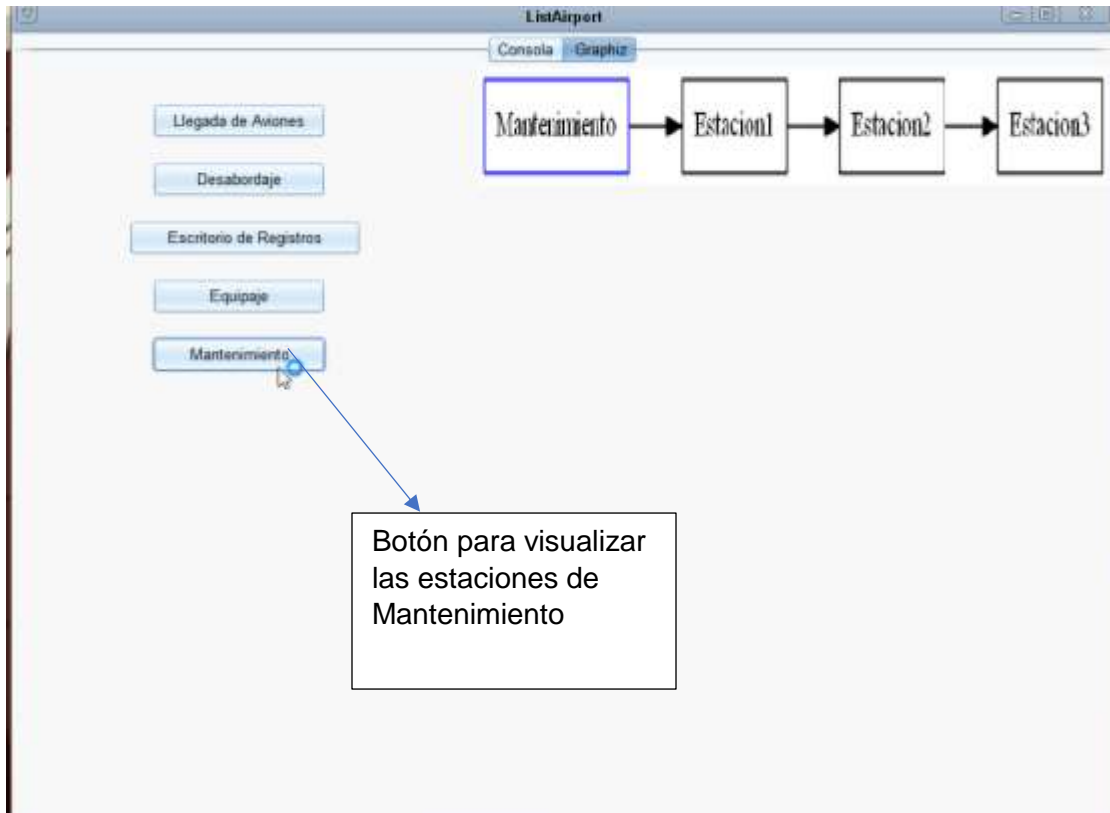 ListAirport
Consola Graphiz
Mantenimiento Estacion1 Estacion2 Estacion3
Llegada de Aviones
Desabordaje
Escritorio de Registros
Equipaje
Mantenimiento
Botón para visualizar
las estaciones de
Mantenimiento